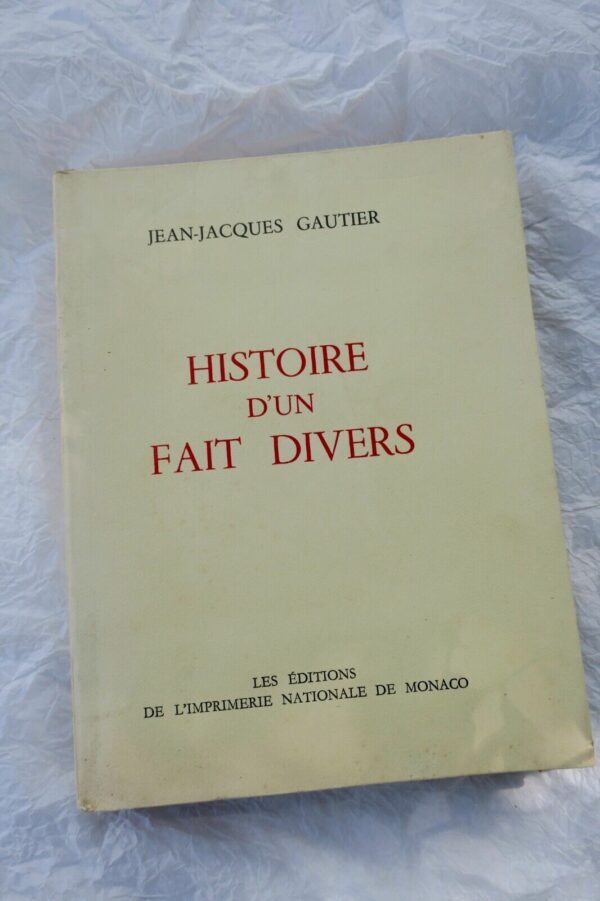 JEAN-JACQUES GAUTIER
HISTOIRE
D'UN
FAIT DIVERS
LES ÉDITIONS
DE L'IMPRIMERIE NATIONALE DE MONACO